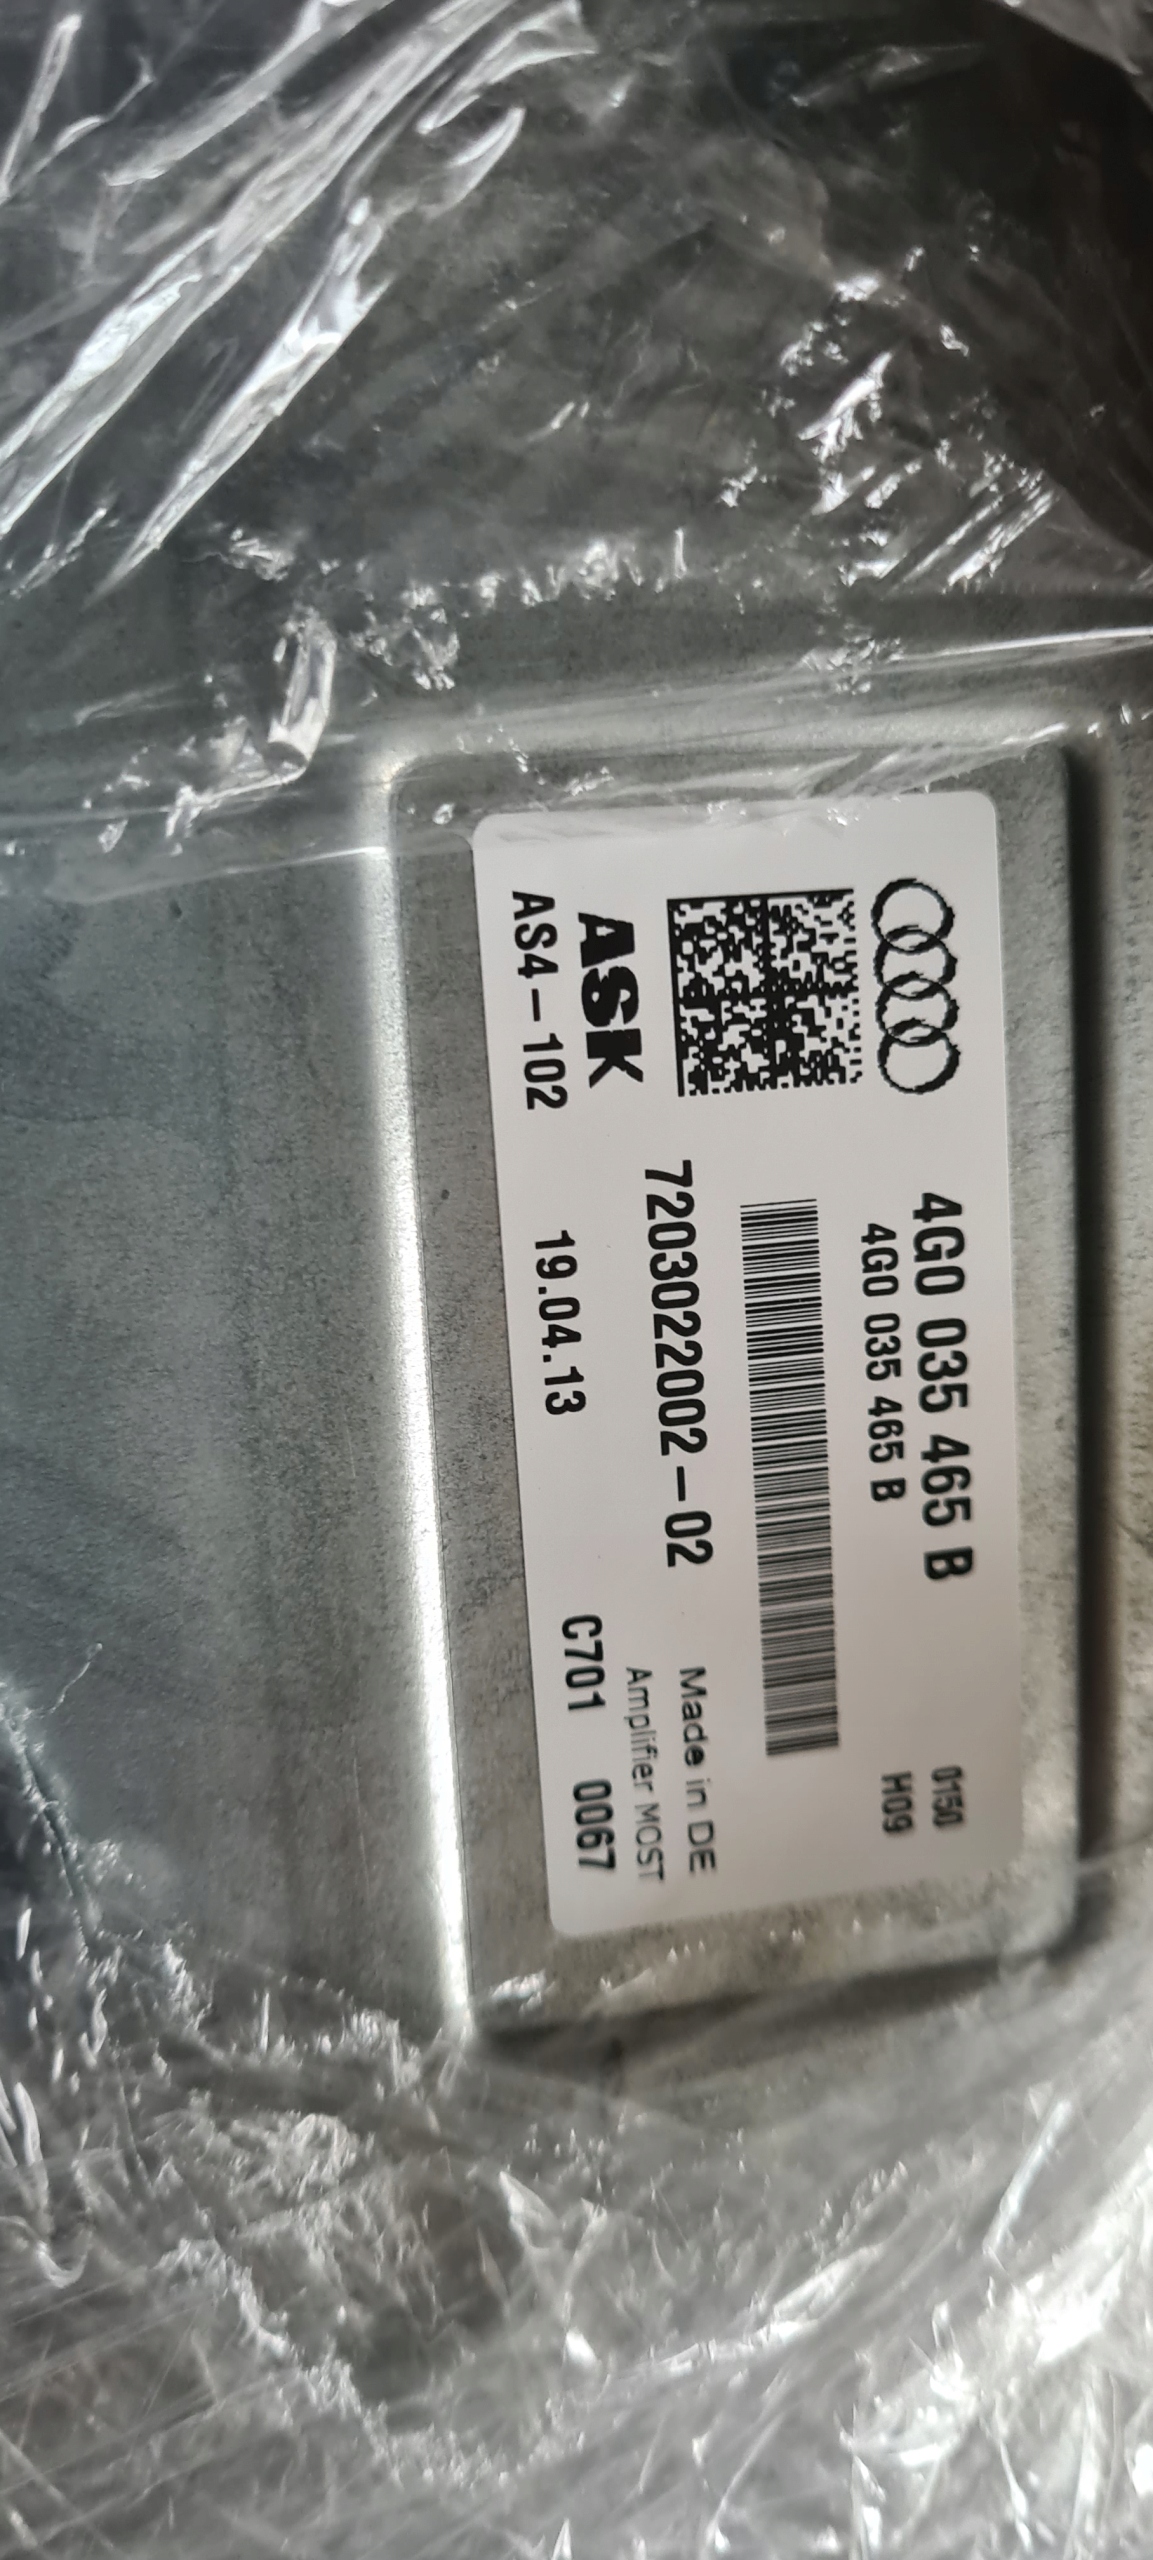 4G0 035 465 B 0150
4G0 035 465 B H09
7203022002-02 Made in DE
ASK Amplifier MOST
AS4-102 19.04.13 C701 0067